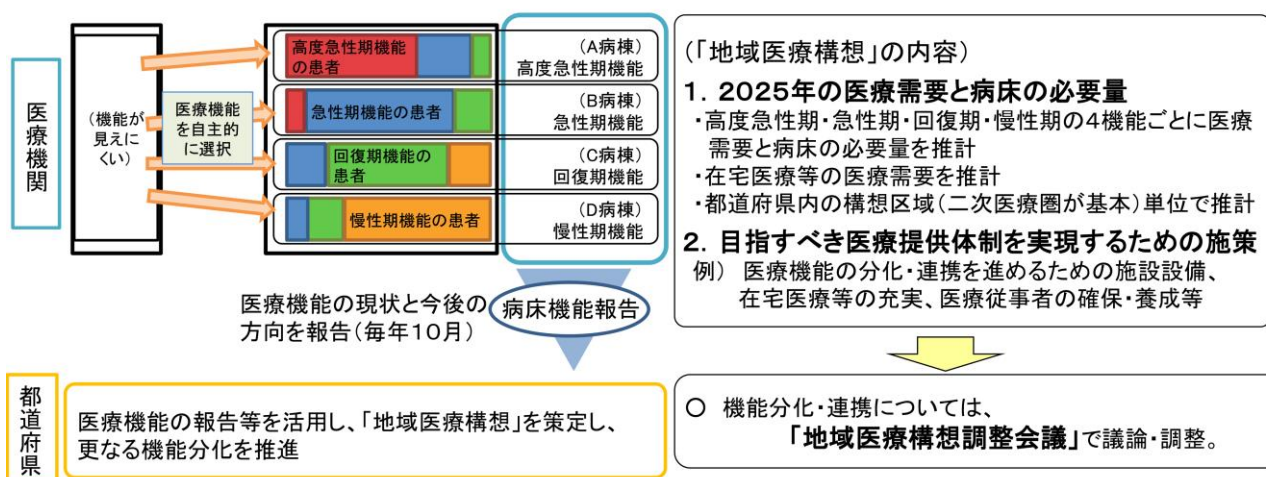 医療機関
(機能が
見えに
くい)
医療機能
を自主的
に選択
高度急性期機能
の患者
急性期機能の患者
回復期機能の
患者
慢性期機能の患者
(A病棟)
高度急性期機能
(B病棟)
急性期機能
(C病棟)
回復期機能
(D病棟)
慢性期機能
医療機能の現状と今後の
方向を報告(毎年10月)
病床機能報告
都道府県
医療機能の報告等を活用し、「地域医療構想」を策定し、
更なる機能分化を推進
(「地域医療構想」の内容)
1. 2025年の医療需要と病床の必要量
・高度急性期・急性期・回復期・慢性期の4機能ごとに医療
需要と病床の必要量を推計
・在宅医療等の医療需要を推計
・都道府県内の構想区域(二次医療圏が基本)単位で推計
2. 目指すべき医療提供体制を実現するための施策
例) 医療機能の分化・連携を進めるための施設設備、
在宅医療等の充実、医療従事者の確保・養成等
○ 機能分化・連携については、
「地域医療構想調整会議」で議論・調整。